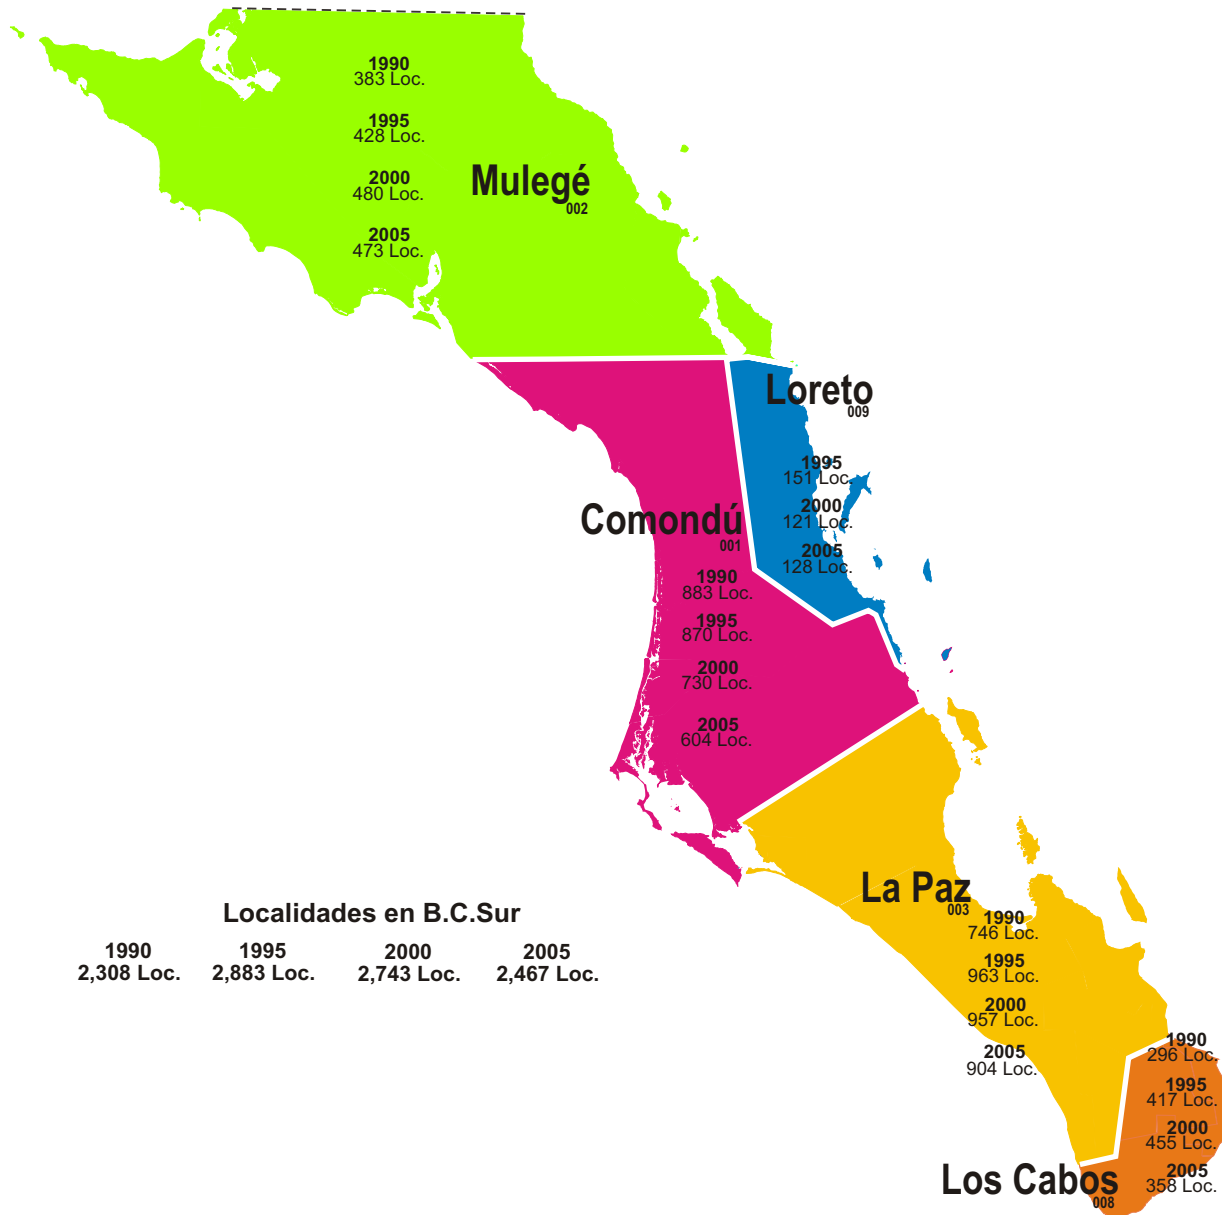 1990
383 Loc.
1995
428 Loc.
2000
480 Loc.
2005
473 Loc.
Mulegé
002
Loreto
009
1995
151 Loc.
2000
121 Loc.
2005
128 Loc.
Comondú
001
1990
883 Loc.
1995
870 Loc.
2000
730 Loc.
2005
604 Loc.
La Paz
003
1990
746 Loc.
1995
963 Loc.
2000
957 Loc.
2005
904 Loc.
Localidades en B.C.Sur
1990 1995 2000 2005
2,308 Loc. 2,883 Loc. 2,743 Loc. 2,467 Loc.
1990
296 Loc.
1995
417 Loc.
2000
455 Loc.
2005
358 Loc.
Los Cabos
008